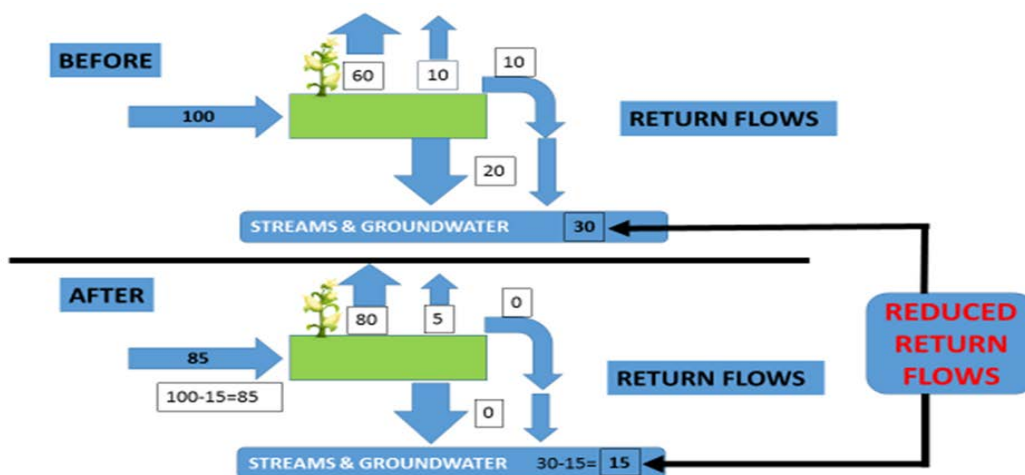 BEFORE
60
10
10
100
RETURN FLOWS
20
STREAMS & GROUNDWATER 30
AFTER
80
5
0
85
100-15=85
RETURN FLOWS
0
STREAMS & GROUNDWATER 30-15= 15
REDUCED
RETURN
FLOWS